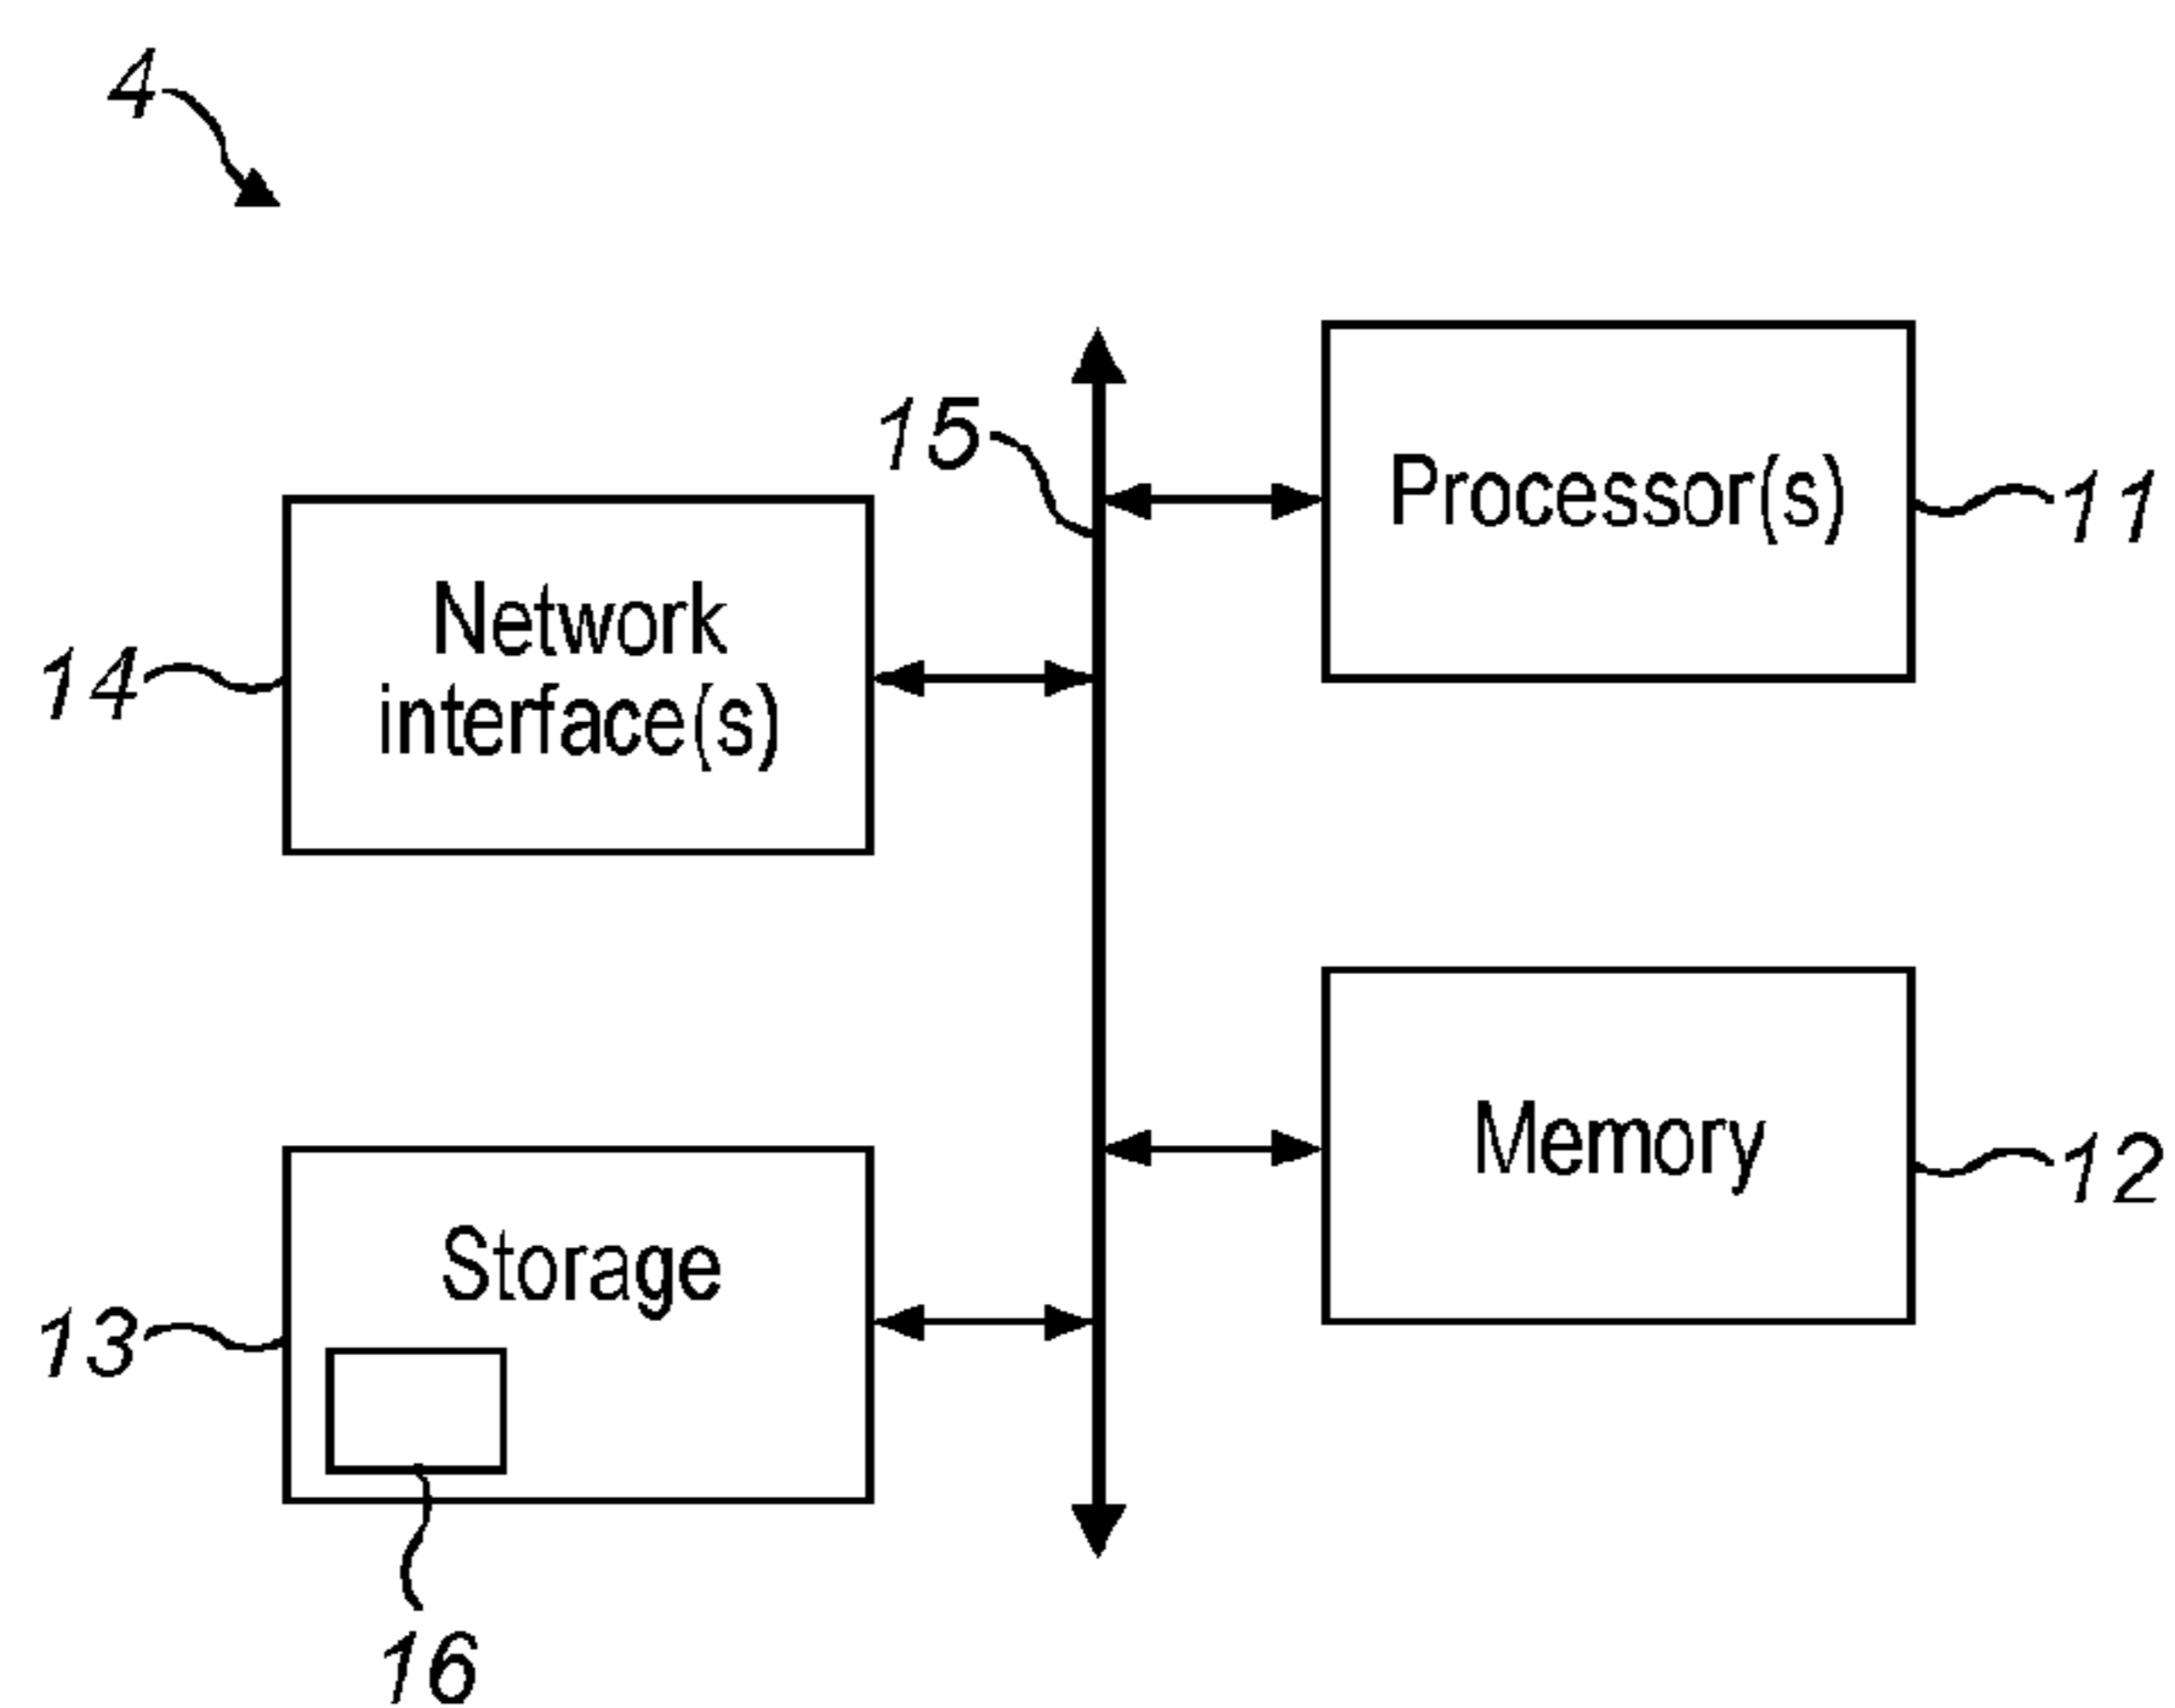 4
15
Processor(s)
11
Network
interface(s)
14
Memory
12
Storage
13
16